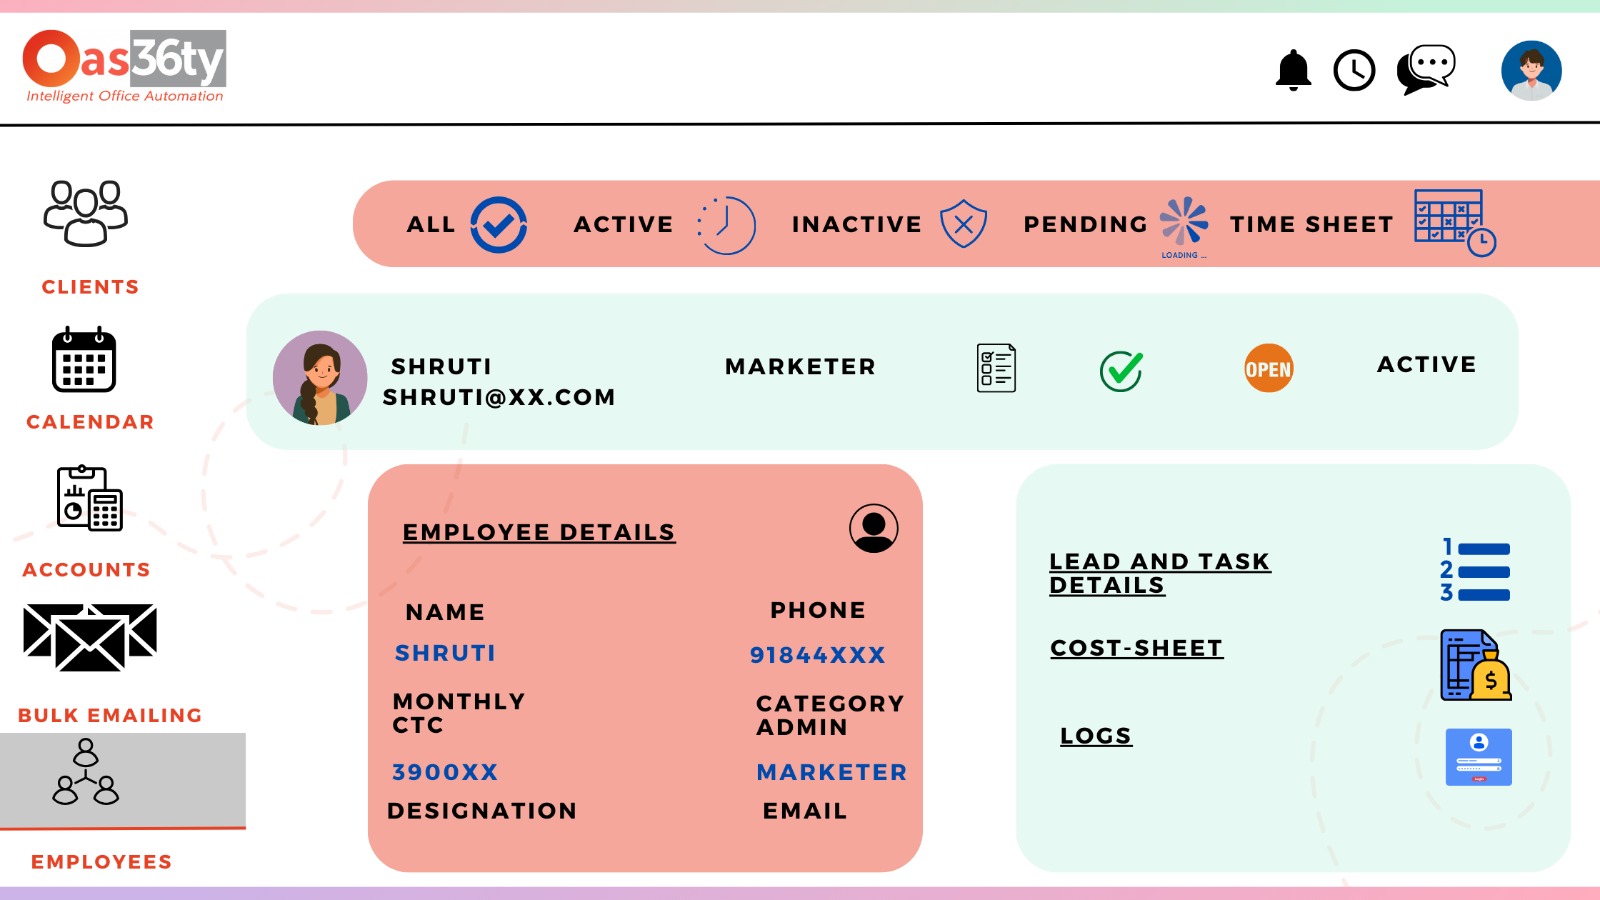 Oas36ty
Intelligent Office Automation
ALL ACTIVE INACTIVE PENDING TIME SHEET
LOADING ...
CLIENTS
CALENDAR
ACCOUNTS
BULK EMAILING
EMPLOYEES
SHRUTI MARKETER OPEN ACTIVE
SHRUTI@XX.COM
EMPLOYEE DETAILS
NAME PHONE
SHRUTI 91844XXX
MONTHLY CATEGORY
CTC ADMIN
3900XX MARKETER
DESIGNATION EMAIL
LEAD AND TASK
DETAILS
1
2
3
COST-SHEET
$
LOGS